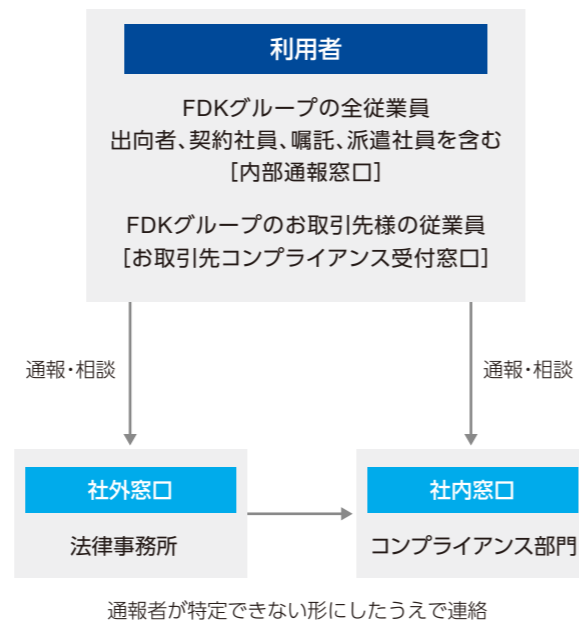 利用者
FDKグループの全従業員
出向者、契約社員、嘱託、派遣社員を含む
[内部通報窓口]
FDKグループのお取引先様の従業員
[お取引先コンプライアンス受付窓口]
通報・相談
通報・相談
社外窓口
法律事務所
社内窓口
コンプライアンス部門
通報者が特定できない形にしたうえで連絡